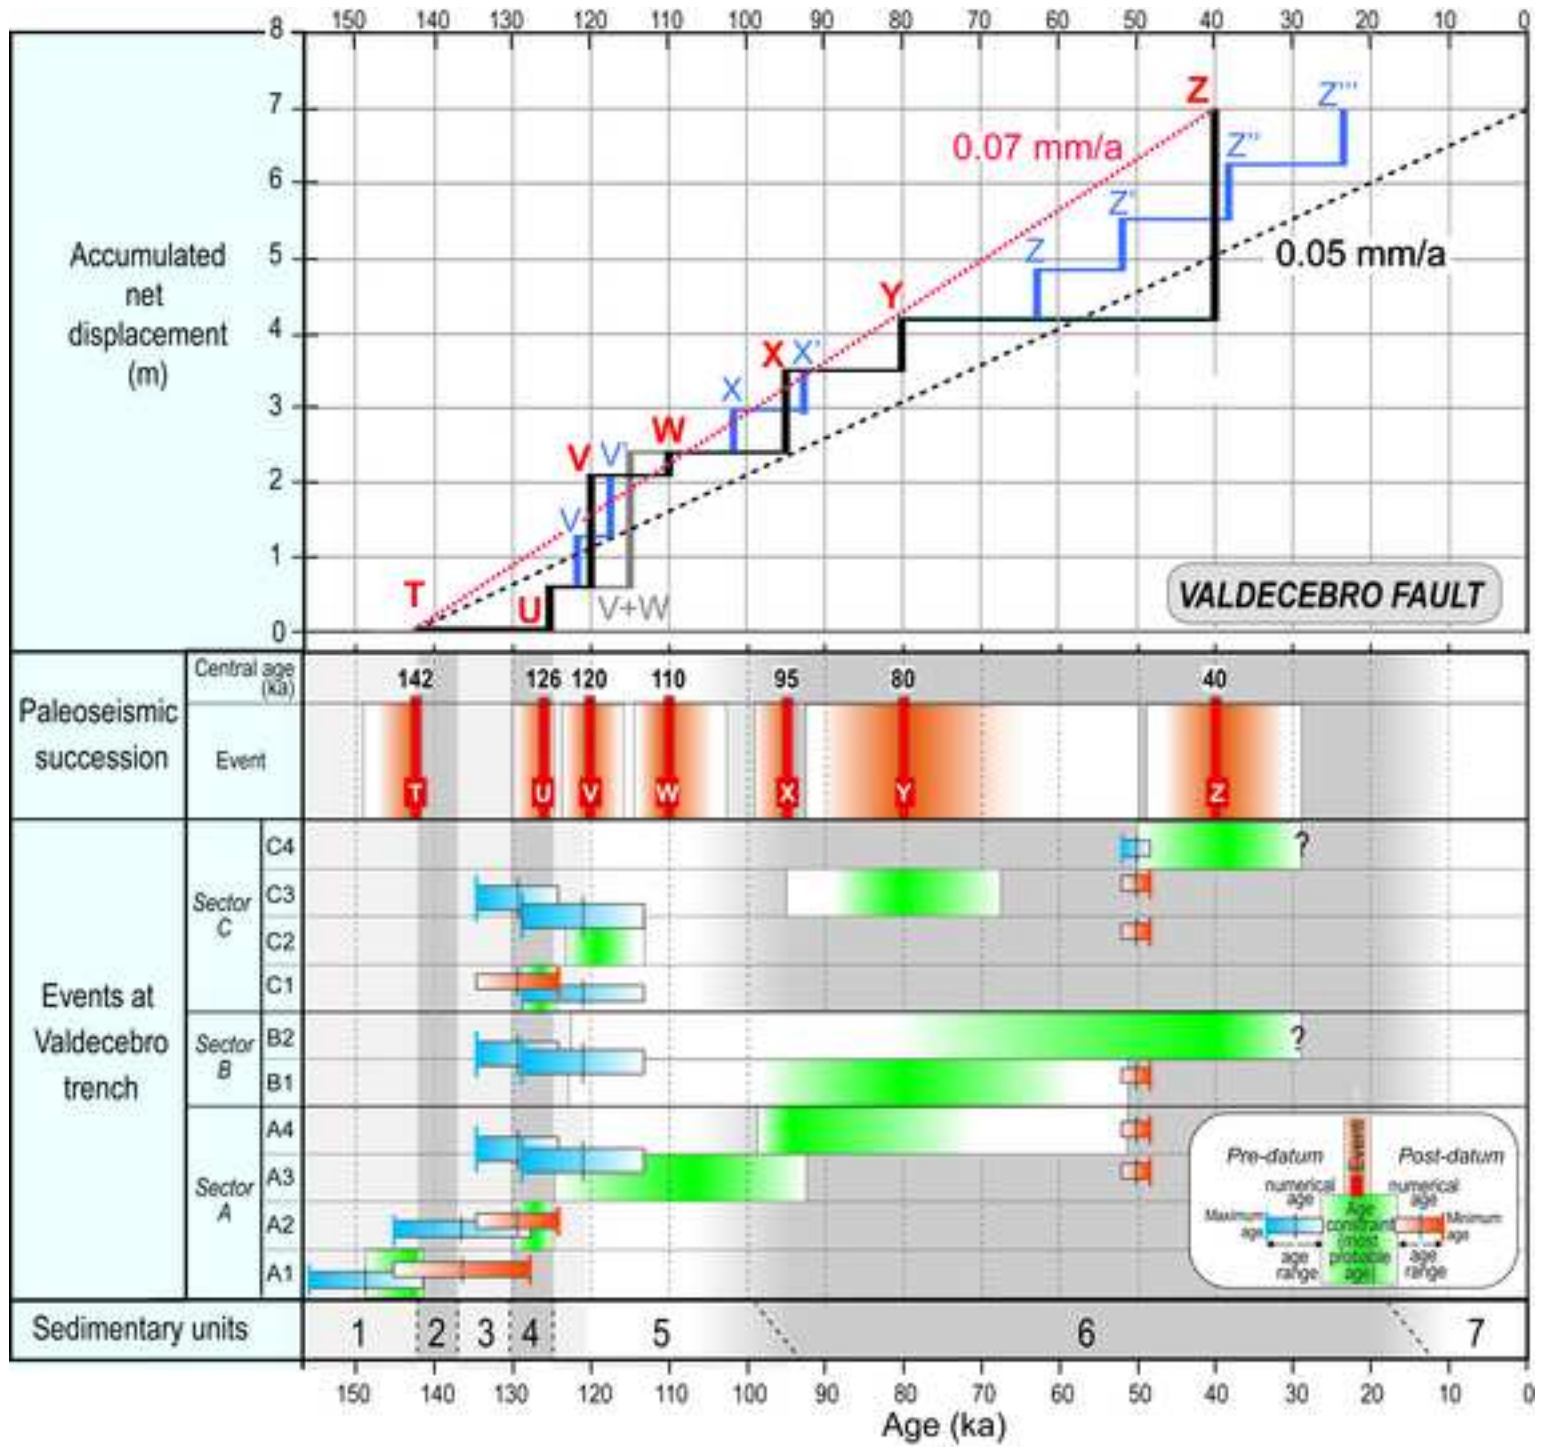 150 140 130 120 110 100 90 80 70 60 50 40 30 20 10 0
8
7
6
5
4
3
2
1
0
Accumulated
net
displacement
(m)
Z
Z'''
0.07 mm/a
Z''
Z'
Z
0.05 mm/a
Y
X
X'
X
W
V
V'
V
T
U
V+W
VALDECEBRO FAULT
Paleoseismic
succession
Central age
(ka)
142 126 120 110 95 80 40
Event
T U V W X Y Z
Events at
Valdecebro
trench
Sector
C
C4
?
C3
C2
C1
Sector
B
B2
?
B1
Sector
A
A4
A3
A2
A1
Event
Pre-datum
Post-datum
numerical
age
numerical
age
Maximum
age
Age
constraint
(most
probable
age)
Minimum
age
age
range
age
range
Sedimentary units
1 2 3 4 5 6 7
150 140 130 120 110 100 90 80 70 60 50 40 30 20 10 0
Age (ka)